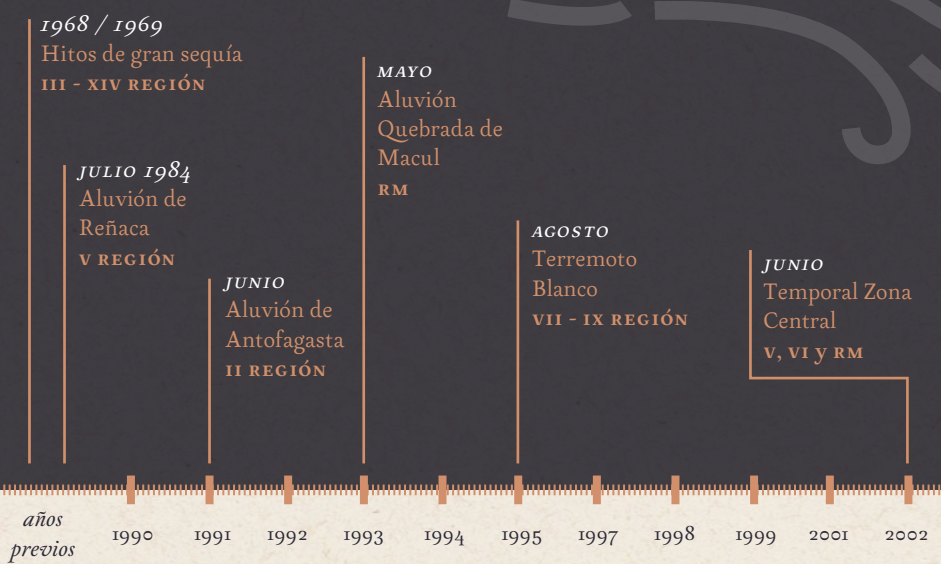 1968 / 1969
Hitos de gran sequía
III - XIV REGIÓN
JULIO 1984
Aluvión de
Reñaca
V REGIÓN
JUNIO
Aluvión de
Antofagasta
II REGIÓN
MAYO
Aluvión
Quebrada de
Macul
RM
AGOSTO
Terremoto
Blanco
VII - IX REGIÓN
JUNIO
Temporal Zona
Central
V, VI y RM
años
previos
1990 1991 1992 1993 1994 1995 1997 1998 1999 2001 2002